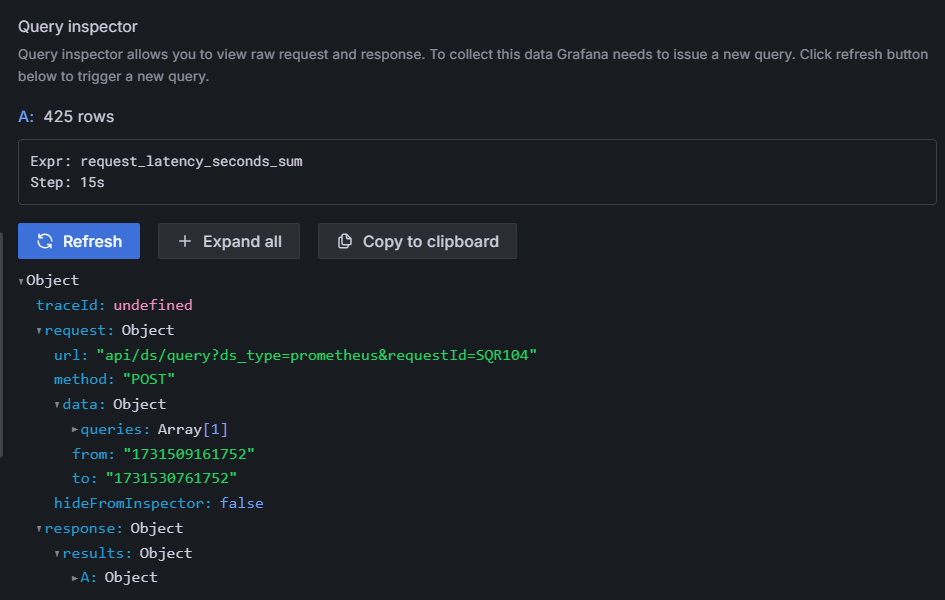 Query inspector
Query inspector allows you to view raw request and response. To collect this data Grafana needs to issue a new query. Click refresh button
below to trigger a new query.
A: 425 rows
Expr: request_latency_seconds_sum
Step: 15s
Refresh Expand all Copy to clipboard
Object
traceId: undefined
request: Object
url: "api/ds/query?ds_type=prometheus&requestId=SQR104"
method: "POST"
data: Object
queries: Array[1]
from: "1731509161752"
to: "1731530761752"
hideFromInspector: false
response: Object
results: Object
A: Object